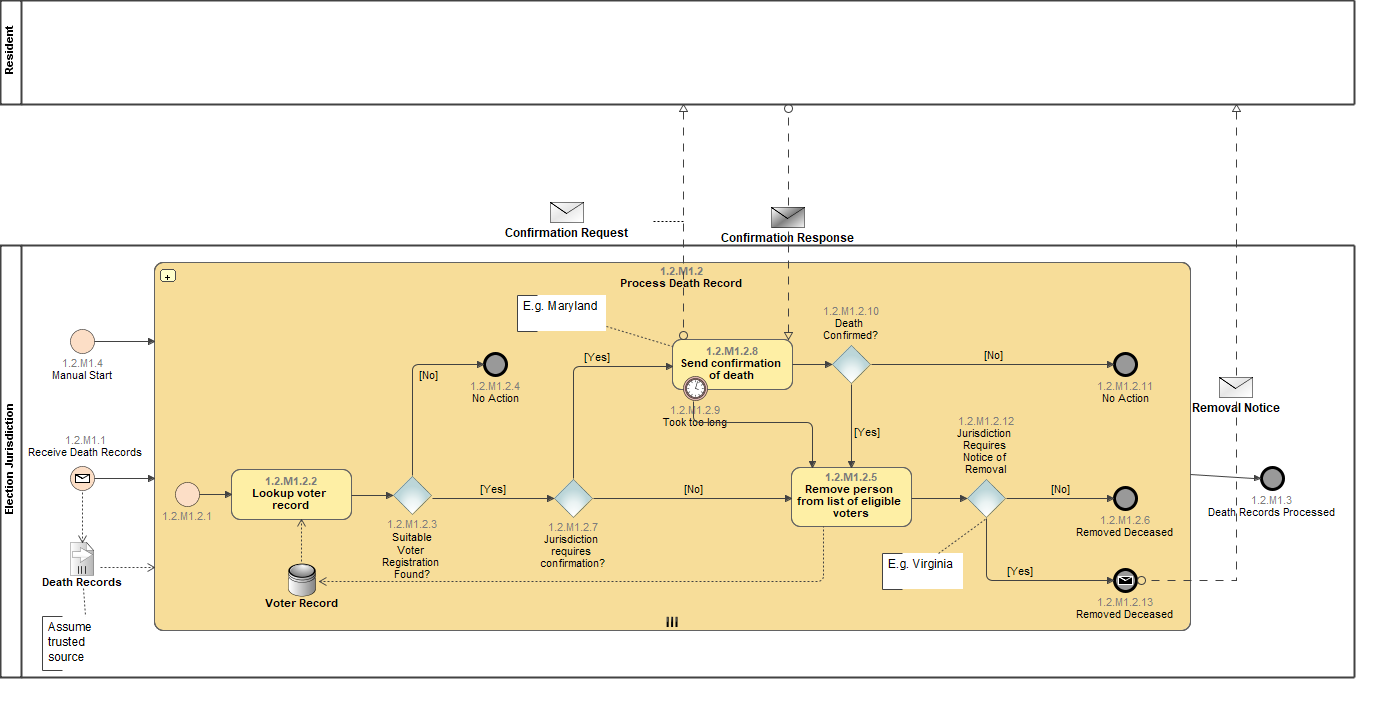 Resident
Confirmation Request
Confirmation Response
Election Jurisdiction
1.2.M1.2
Process Death Record
E.g. Maryland
1.2.M1.4
Manual Start
1.2.M1.1
Receive Death Records
Death Records
Assume
trusted
source
1.2.M1.2.1
1.2.M1.2.2
Lookup voter
record
Voter Record
1.2.M1.2.3
Suitable
Voter
Registration
Found?
[No]
1.2.M1.2.4
No Action
[Yes]
1.2.M1.2.7
Jurisdiction
requires
confirmation?
[Yes]
[No]
1.2.M1.2.8
Send confirmation
of death
1.2.M1.2.9
Took too long
1.2.M1.2.10
Death
Confirmed?
[No]
1.2.M1.2.11
No Action
[Yes]
1.2.M1.2.5
Remove person
from list of eligible
voters
1.2.M1.2.12
Jurisdiction
Requires
Notice of
Removal
[No]
1.2.M1.2.6
Removed Deceased
E.g. Virginia
[Yes]
1.2.M1.2.13
Removed Deceased
Removal Notice
1.2.M1.3
Death Records Processed